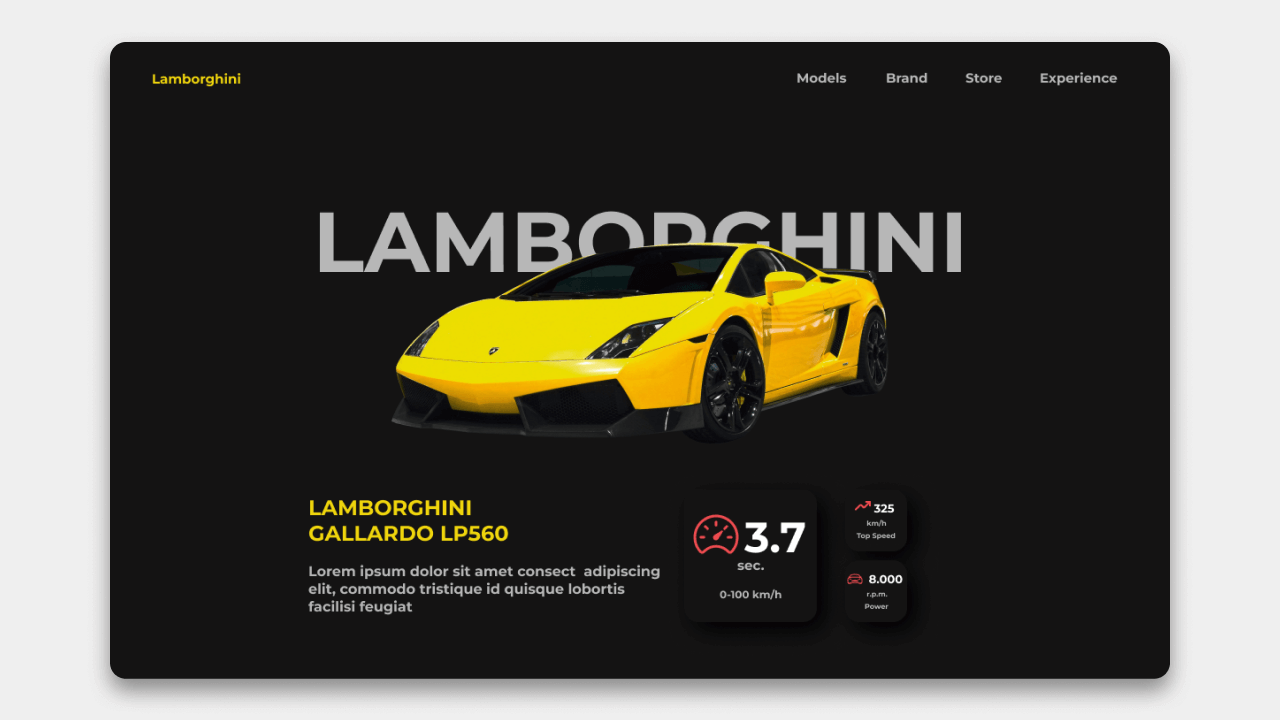 Lamborghini
Models Brand Store Experience
LAMBORGHINI
LAMBORGHINI
GALLARDO LP560
Lorem ipsum dolor sit amet consect  adipiscing
elit, commodo tristique id quisque lobortis
facilisi feugiat
3.7
sec.
0-100 km/h
325
km/h
Top Speed
8.000
r.p.m.
Power